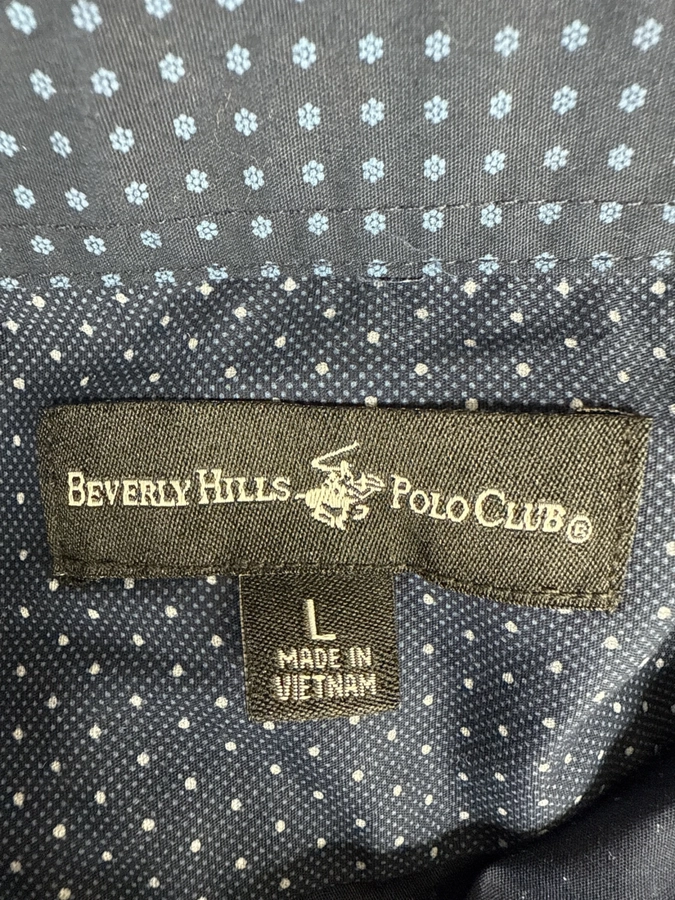 BEVERLY HILLS POLO CLUB®
L
MADE IN
VIETNAM